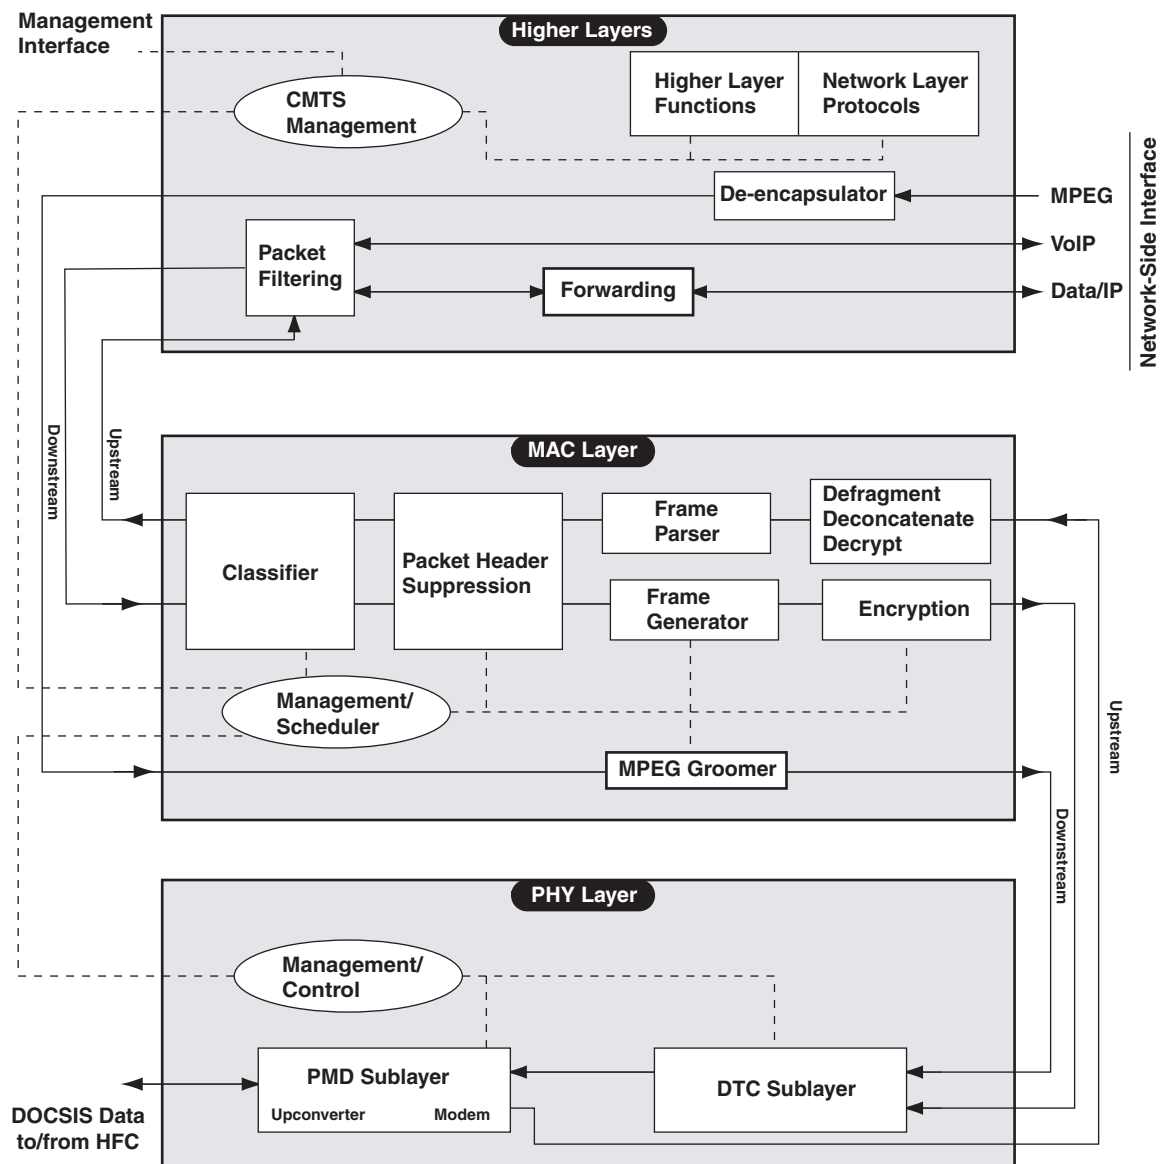 Management
Interface
Higher Layers
CMTS
Management
Higher Layer
Functions
Network Layer
Protocols
De-encapsulator
MPEG
Packet
Filtering
VoIP
Forwarding
Data/IP
Network-Side Interface
Downstream
Upstream
MAC Layer
Classifier
Packet Header
Suppression
Frame
Parser
Defragment
Deconcatenate
Decrypt
Frame
Generator
Encryption
Management/
Scheduler
MPEG Groomer
Upstream
Downstream
PHY Layer
Management/
Control
PMD Sublayer
Upconverter
Modem
DTC Sublayer
DOCSIS Data
to/from HFC